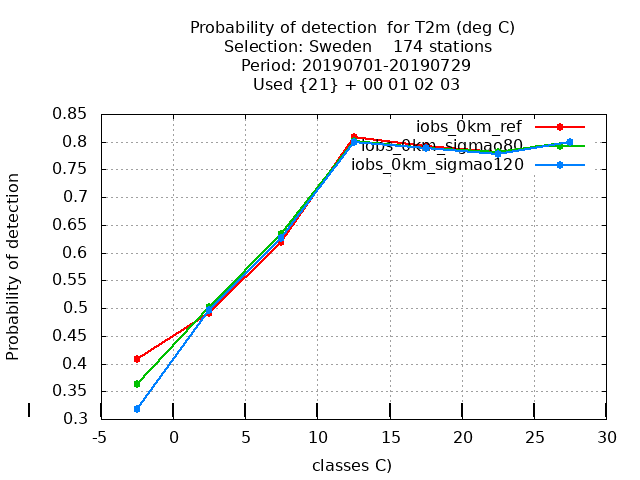 Probability of detection  for T2m (deg C)
Selection: Sweden    174 stations
Period: 20190701-20190729
Used {21} + 00 01 02 03
0.85
0.8
0.75
0.7
0.65
0.6
0.55
0.5
0.45
0.4
0.35
0.3
Probability of detection
iobs_0km_ref
iobs_0km_sigmao80
iobs_0km_sigmao120
-5 0 5 10 15 20 25 30
classes C)